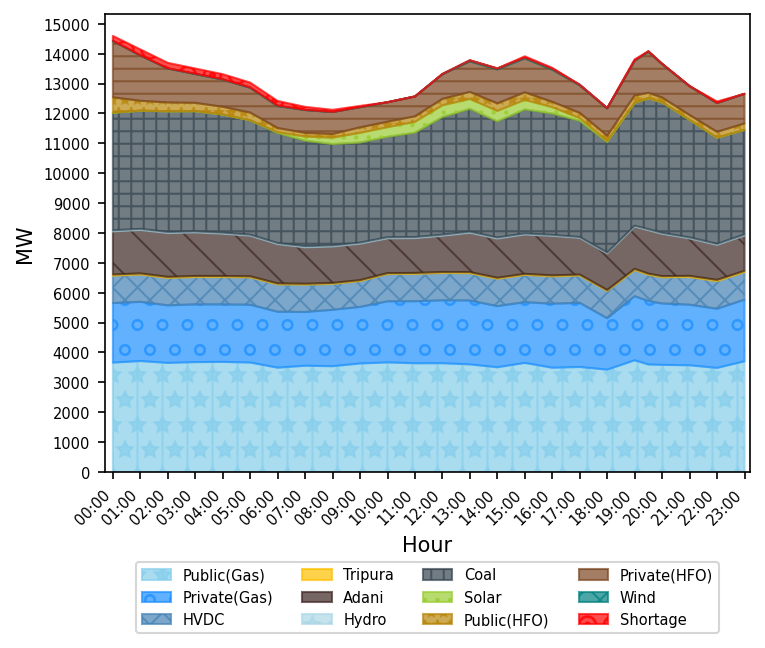 15000
14000
13000
12000
11000
10000
9000
8000
7000
6000
5000
4000
3000
2000
1000
0
MW
00:00 01:00 02:00 03:00 04:00 05:00 06:00 07:00 08:00 09:00 10:00 11:00 12:00 13:00 14:00 15:00 16:00 17:00 18:00 19:00 20:00 21:00 22:00 23:00
Hour
Public(Gas) Tripura Coal Private(HFO)
Private(Gas) Adani Solar Wind
HVDC Hydro Public(HFO) Shortage